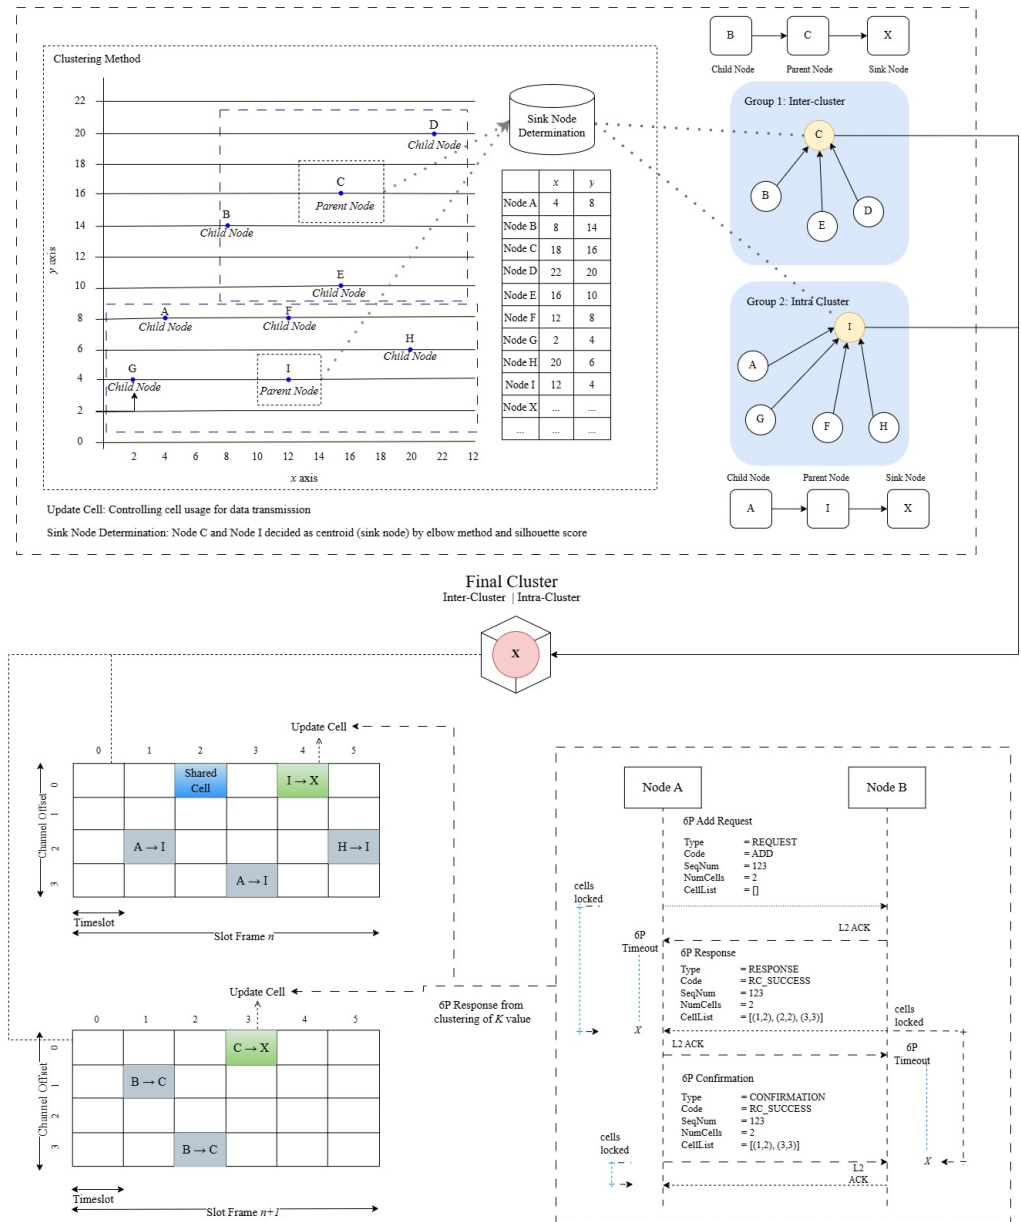 Clustering Method
22
20
18
16
14
12
10
8
6
4
2
0
y axis
2 4 6 8 10 12 14 16 18 20 22 12
x axis
D
Child Node
C
Parent Node
B
Child Node
E
Child Node
A
Child Node
F
Child Node
H
Child Node
G
Child Node
I
Parent Node
Sink Node
Determination
x y
Node A 4 8
Node B 8 14
Node C 18 16
Node D 22 20
Node E 16 10
Node F 12 8
Node G 2 4
Node H 20 6
Node I 12 4
Node X ... ...
... ... ...
B C X
Child Node Parent Node Sink Node
Group 1: Inter-cluster
C
B
E
D
Group 2: Intra Cluster
I
A
G
F
H
Child Node Parent Node Sink Node
A I X
Update Cell: Controlling cell usage for data transmission
Sink Node Determination: Node C and Node I decided as centroid (sink node) by elbow method and silhouette score
Final Cluster
Inter-Cluster | Intra-Cluster
X
Update Cell
0 1 2 3 4 5
Channel Offset
0
1
2
3
Shared
Cell
I → X
A → I
H → I
A → I
Timeslot
Slot Frame n
Update Cell
0 1 2 3 4 5
Channel Offset
0
1
2
3
C → X
B → C
B → C
Timeslot
Slot Frame n+1
6P Response from
clustering of K value
Node A
Node B
6P Add Request
Type = REQUEST
Code = ADD
SeqNum = 123
NumCells = 2
CellList = []
cells
locked
L2 ACK
6P
Timeout
X
6P Response
Type = RESPONSE
Code = RC_SUCCESS
SeqNum = 123
NumCells = 2
CellList = [(1,2), (2,2), (3,3)]
cells
locked
L2 ACK
6P
Timeout
X
6P Confirmation
Type = CONFIRMATION
Code = RC_SUCCESS
SeqNum = 123
NumCells = 2
CellList = [(1,2), (3,3)]
cells
locked
L2
ACK